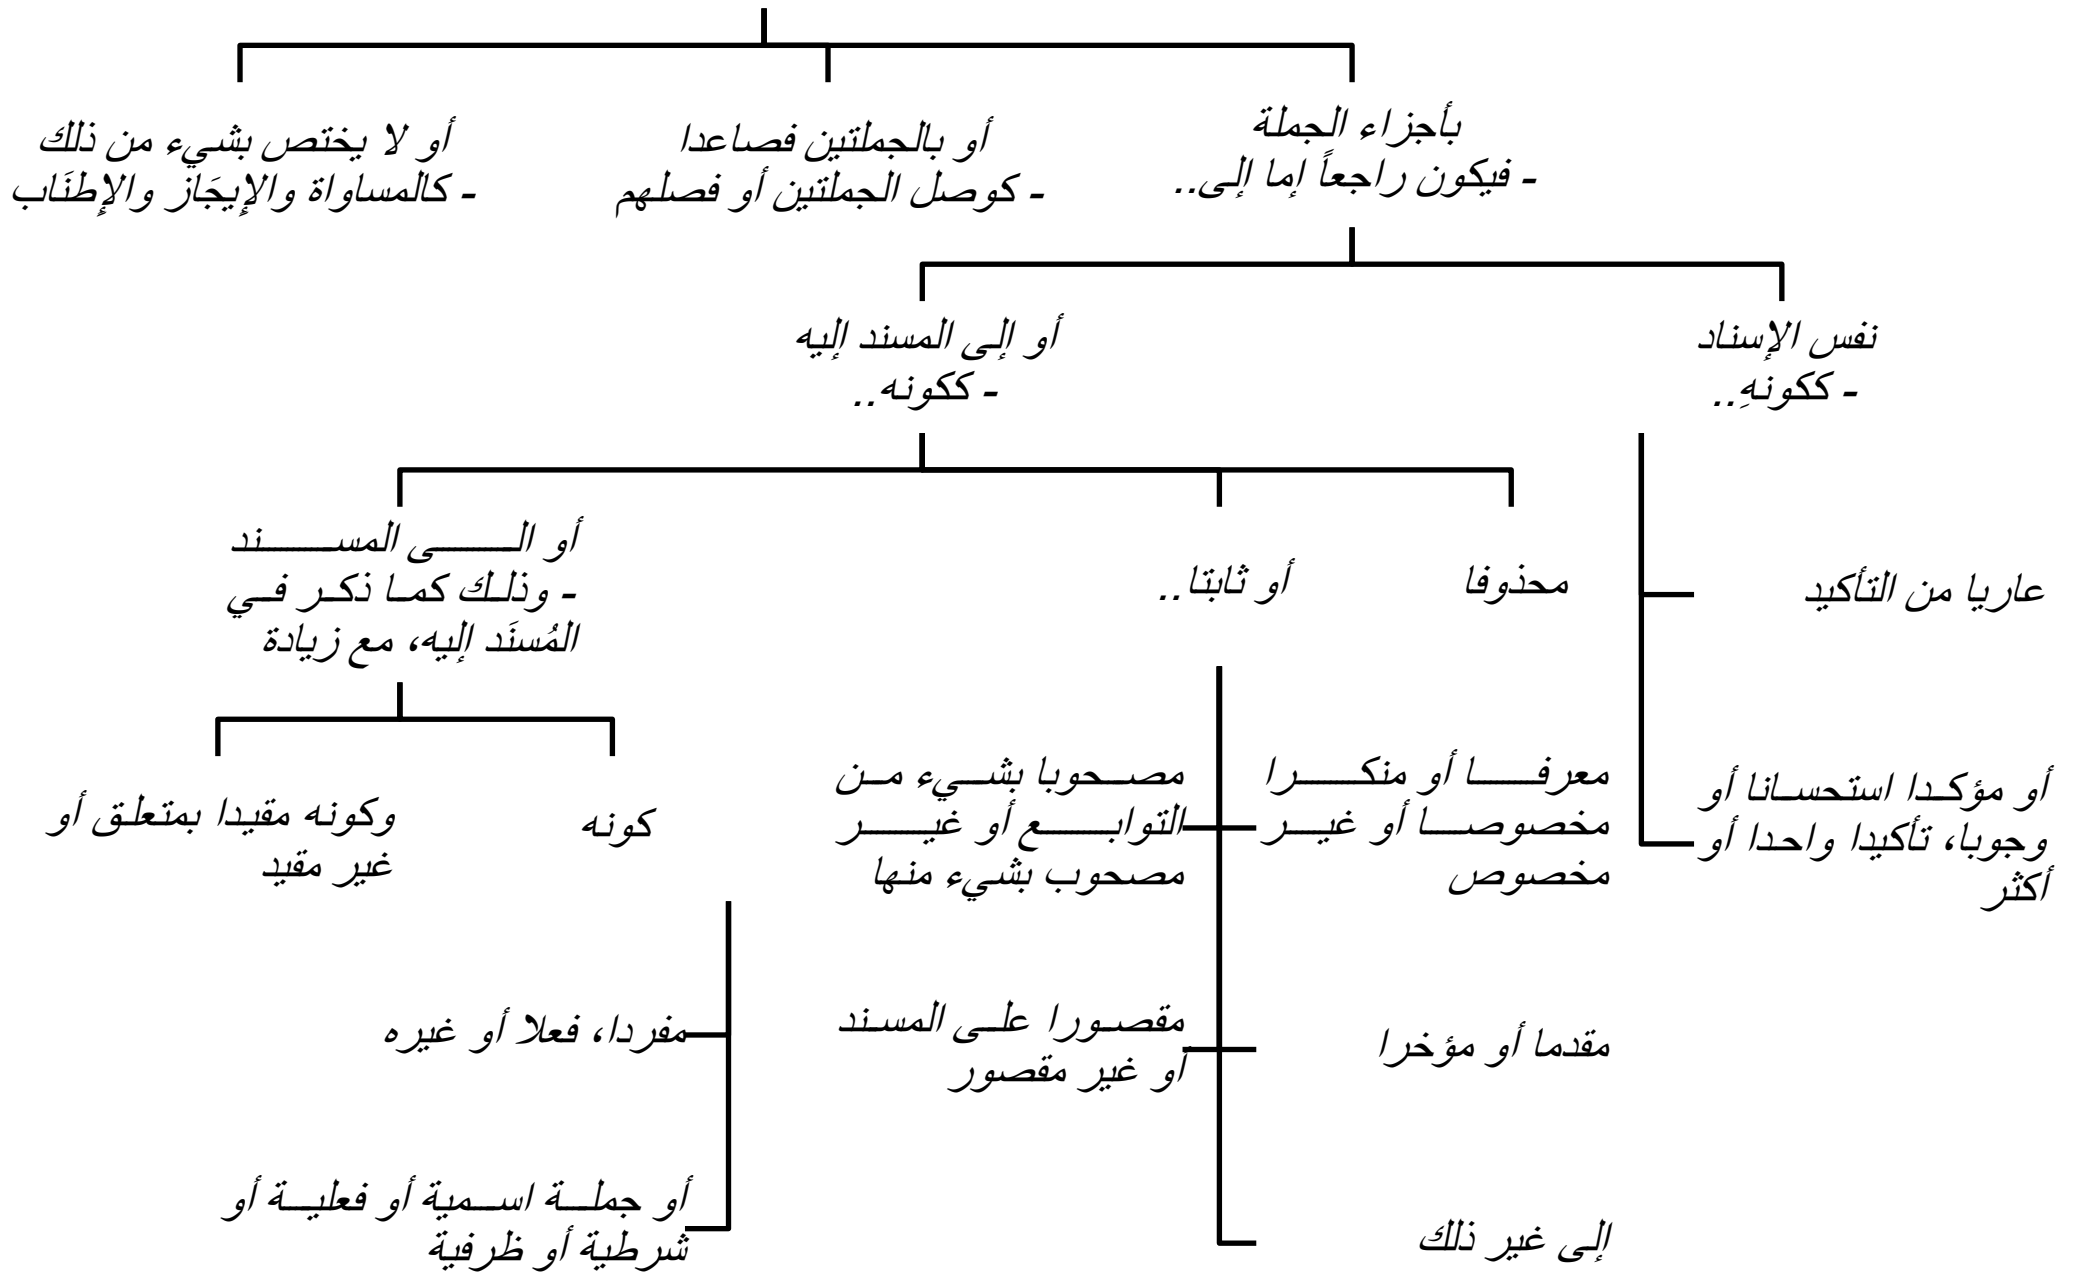 بأجزاء الجملة
- فيكون راجعاً إما إلى..
أو بالجملتين فصاعدا
- كوصل الجملتين أو فصلهم
أو لا يختص بشيء من ذلك
- كالمساواة والإيجَاز والإطنَاب
نفس الإسناد
- ككونهِ..
أو إلى المسند إليه
- ككونه..
عاريا من التأكيد
أو مؤكدا استحسانا أو
وجوبا، تأكيدا واحدا أو
أكثر
محذوفا
أو ثابتا..
أو الى المسند
- وذلك كما ذكر في
المُسنَد إليه، مع زيادة
معرفا أو منكرا
مخصوصا أو غير
مخصوص
مصحوبا بشيء من
التوابع أو غير
مصحوب بشيء منها
مقدما أو مؤخرا
مقصورا على المسند
أو غير مقصور
إلى غير ذلك
كونه
وكونه مقيدا بمتعلق أو
غير مقيد
مفردا، فعلا أو غيره
أو جملة اسمية أو فعلية أو
شرطية أو ظرفية